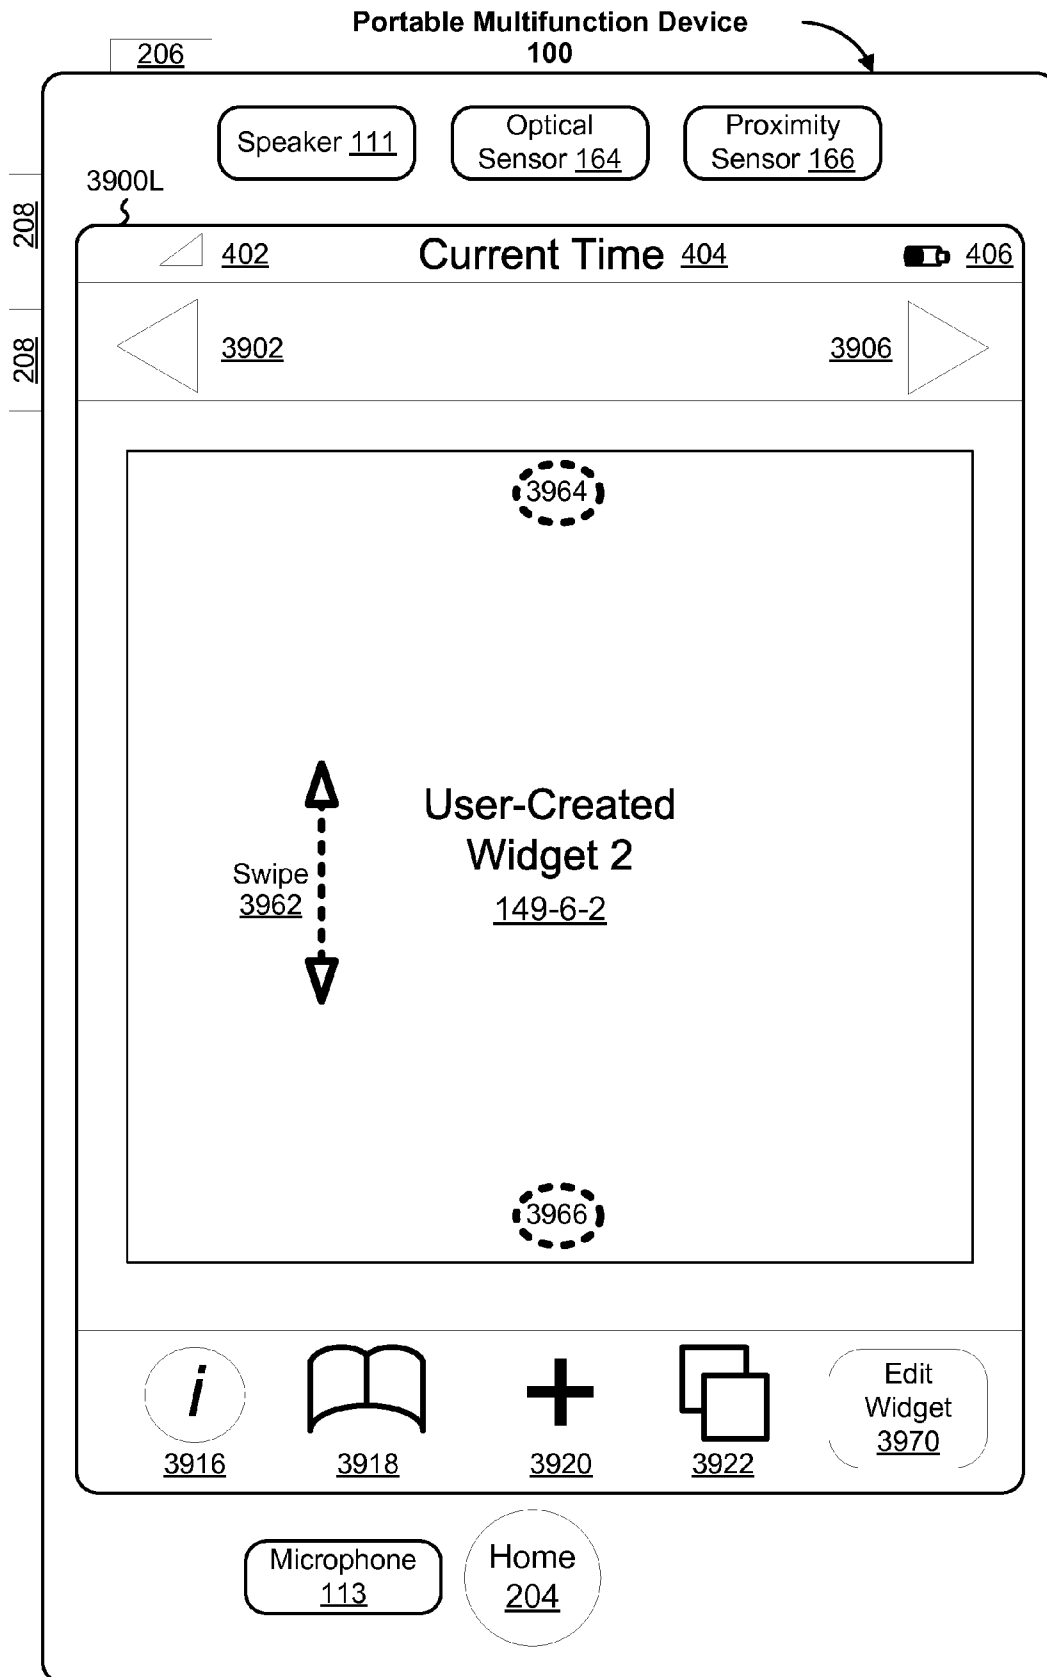 Portable Multifunction Device
100
206
Speaker 111
Optical
Sensor 164
Proximity
Sensor 166
3900L
208
402
Current Time 404
406
208
3902
3906
3964
User-Created
Widget 2
149-6-2
Swipe
3962
3966
i
Edit
Widget
3970
3916
3918
3920
3922
Microphone
113
Home
204